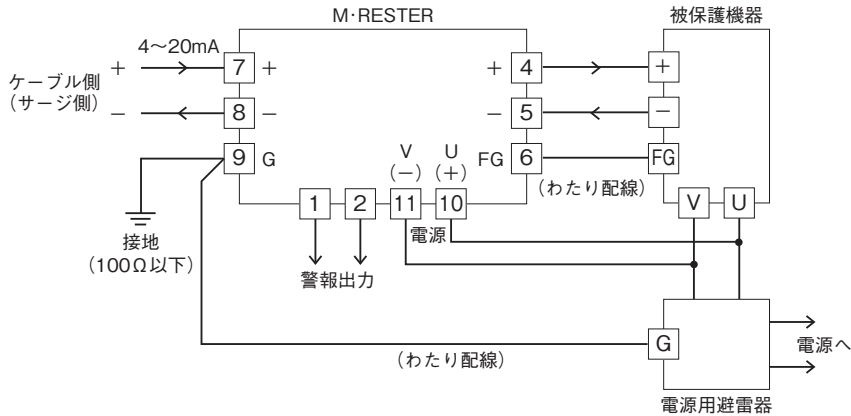 M·RESTER
被保護機器
4～20mA
ケーブル側
（サージ側）
+
−
7
+
8
−
9
G
+
4
−
5
FG
6
+
−
FG
V
（−）
U
（+）
（わたり配線）
1
2
11
10
V
U
電源
接地
（100Ω以下）
警報出力
（わたり配線）
G
電源へ
電源用避雷器